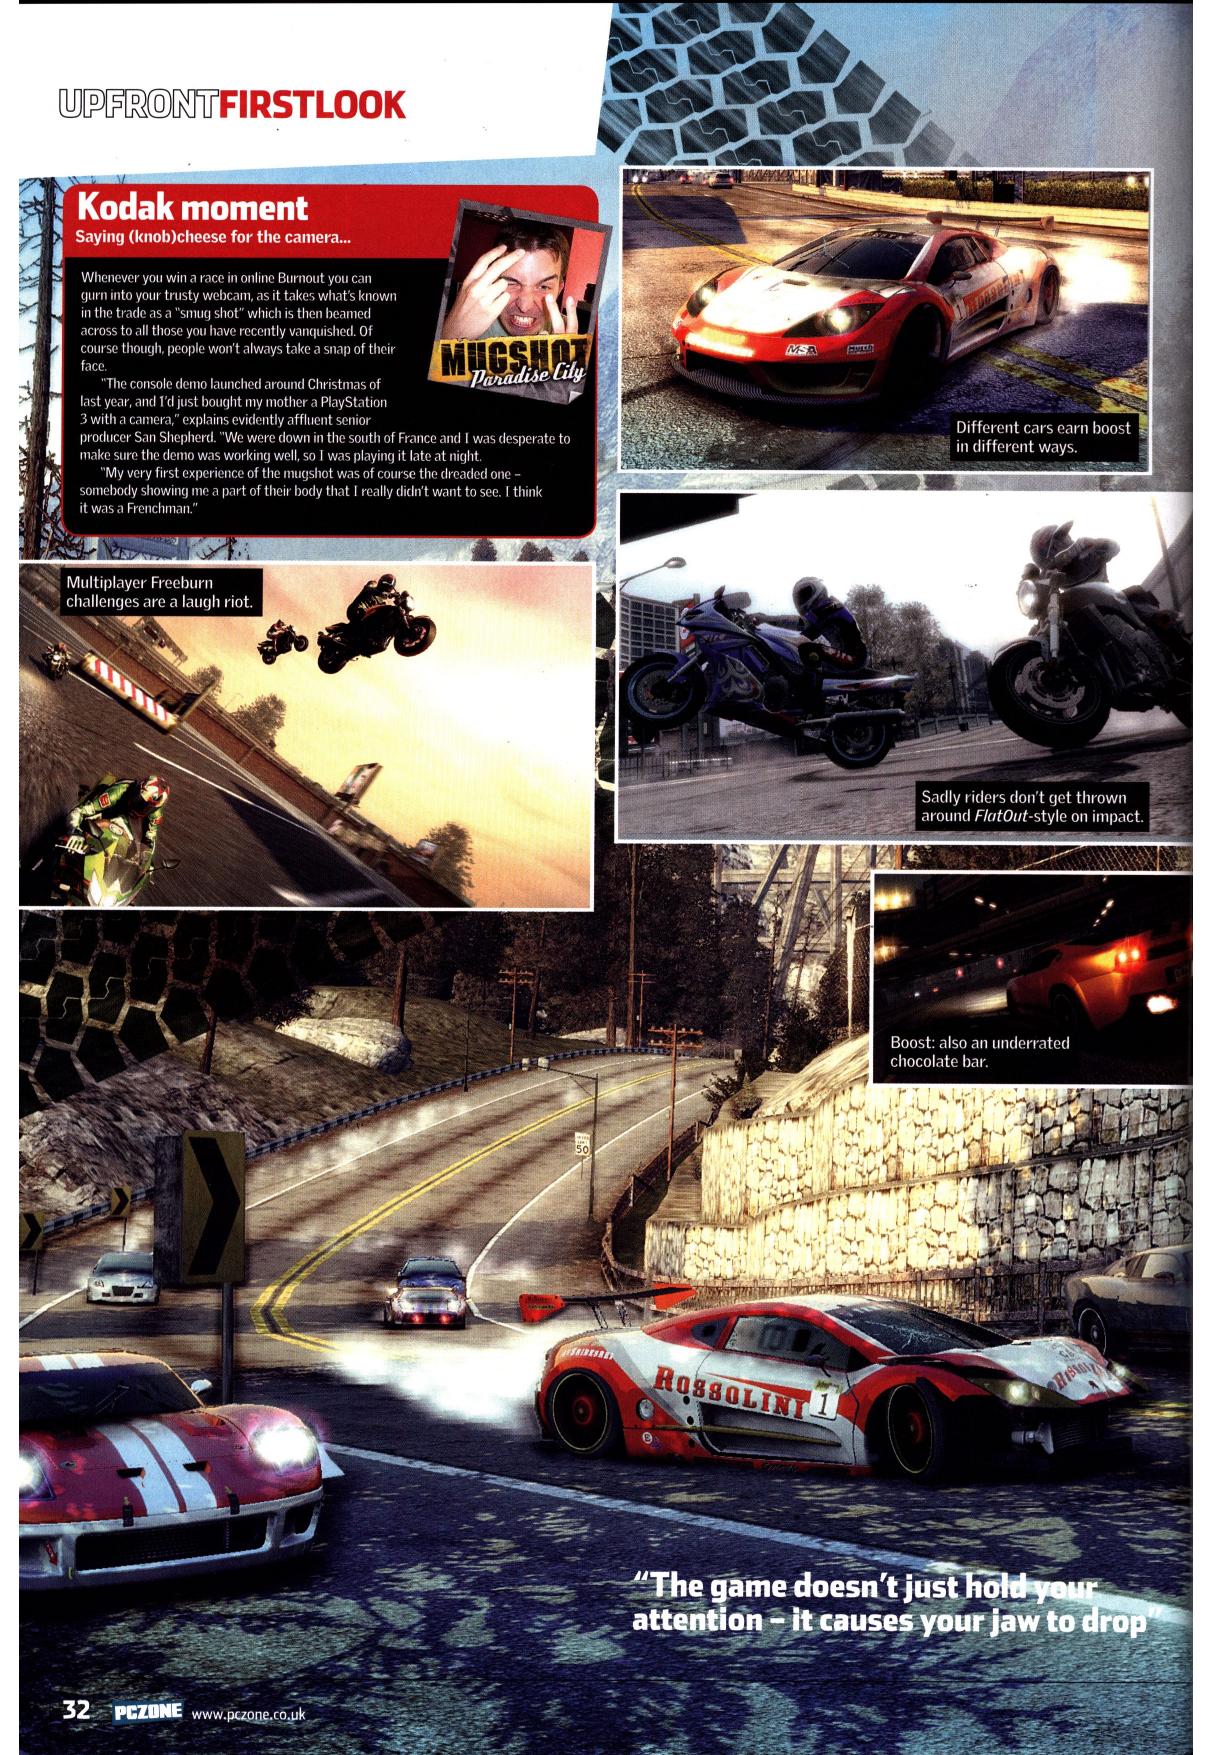 UPFRONTFIRSTLOOK
Kodak moment
Saying (knob)cheese for the camera...
Whenever you win a race in online Burnout you can
gurn into your trusty webcam, as it takes what's known
in the trade as a "smug shot" which is then beamed
across to all those you have recently vanquished. Of
course though, people won't always take a snap of their
face.
"The console demo launched around Christmas of
last year, and I'd just bought my mother a PlayStation
3 with a camera," explains evidently affluent senior
producer San Shepherd. "We were down in the south of France and I was desperate to
make sure the demo was working well, so I was playing it late at night.
"My very first experience of the mugshot was of course the dreaded one –
somebody showing me a part of their body that I really didn't want to see. I think
it was a Frenchman."
MUGSHOT
Paradise City
MSA
Different cars earn boost
in different ways.
Multiplayer Freeburn
challenges are a laugh riot.
Sadly riders don't get thrown
around FlatOut-style on impact.
Boost: also an underrated
chocolate bar.
50
ROSSOLINI
1
"The game doesn't just hold your
attention – it causes your jaw to drop"
32
PCZONE
www.pczone.co.uk